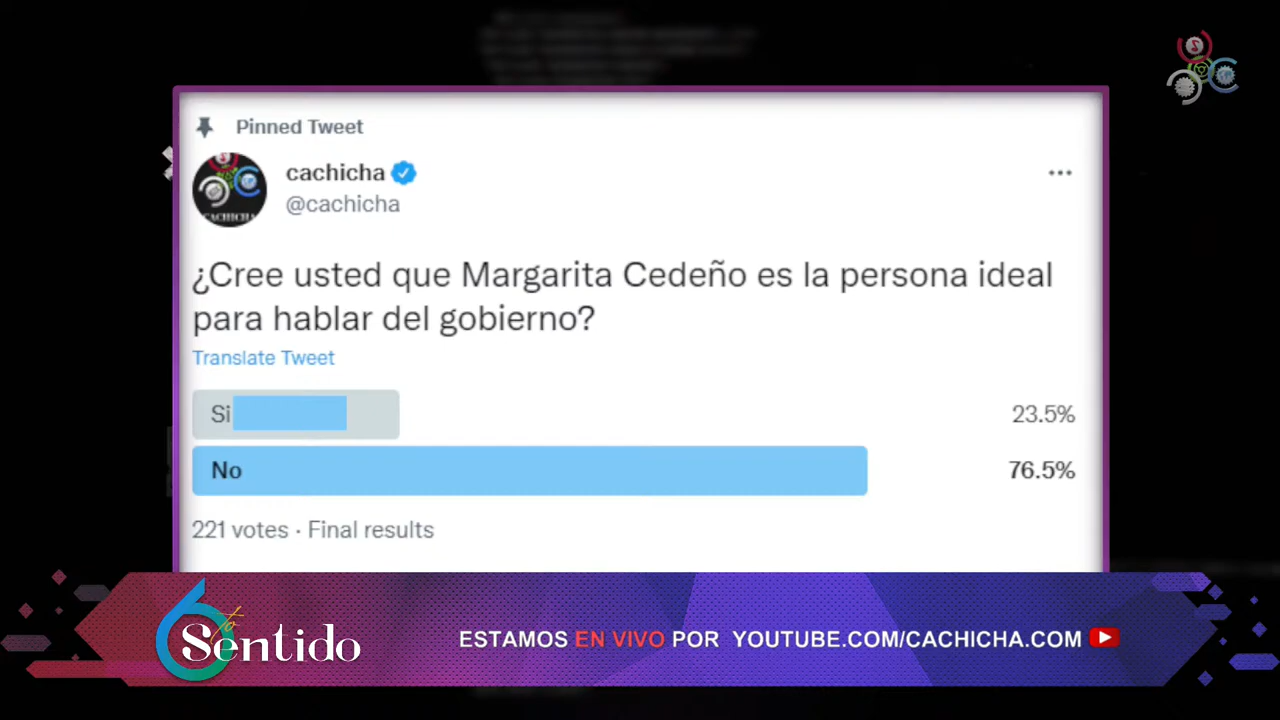 Pinned Tweet
cachicha
@cachicha
CACHICHA
¿Cree usted que Margarita Cedeño es la persona ideal
para hablar del gobierno?
Translate Tweet
Si 23.5%
No 76.5%
221 votes · Final results
6to Sentido
ESTAMOS EN VIVO POR YOUTUBE.COM/CACHICHA.COM